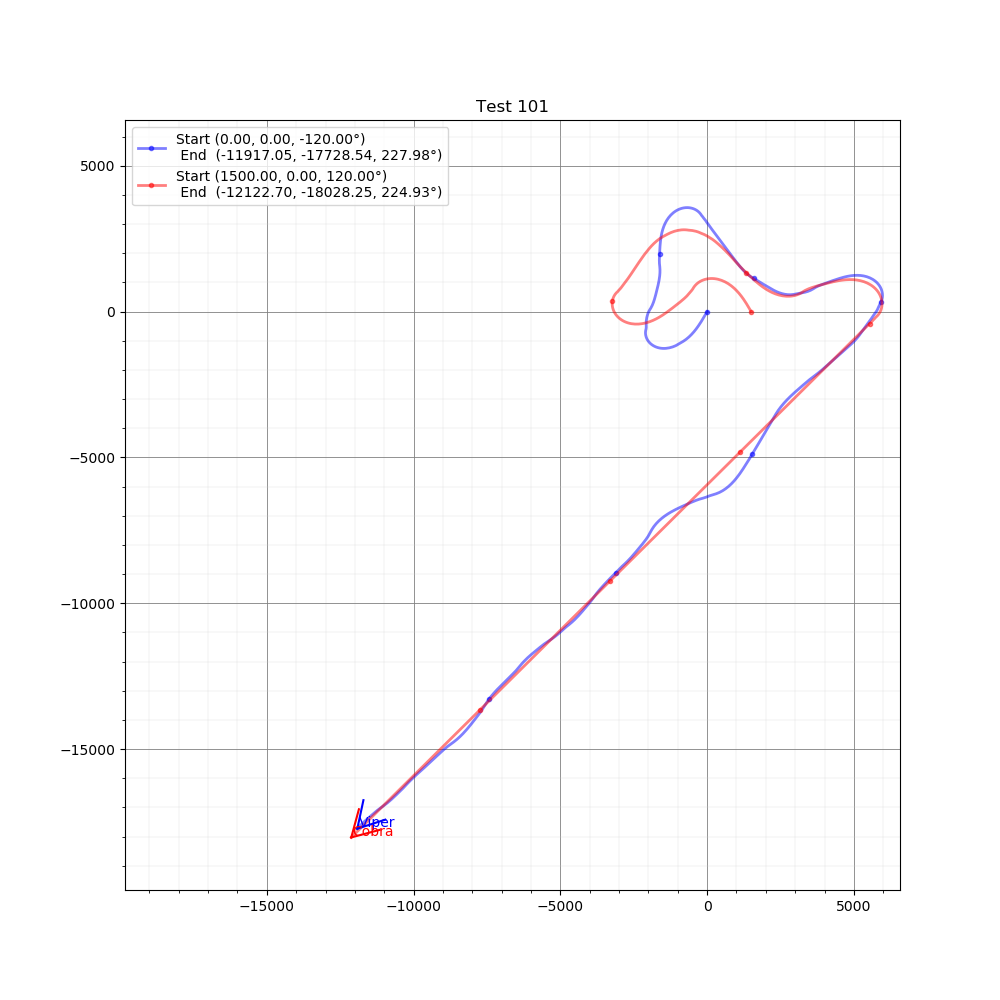 Test 101
Start (0.00, 0.00, -120.00°)
End (-11917.05, -17728.54, 227.98°)
Start (1500.00, 0.00, 120.00°)
End (-12122.70, -18028.25, 224.93°)
5000
0
−5000
−10000
−15000
Viper
Cobra
−15000
−10000
−5000
0
5000